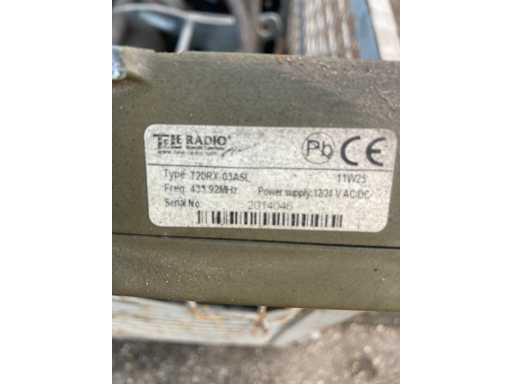 TELE RADIO®
Pb CE
Type 720RX-03ASL 11W25
Freq. 433.92MHz Power supply:12/24 V AC/DC
Serial No. 2014046